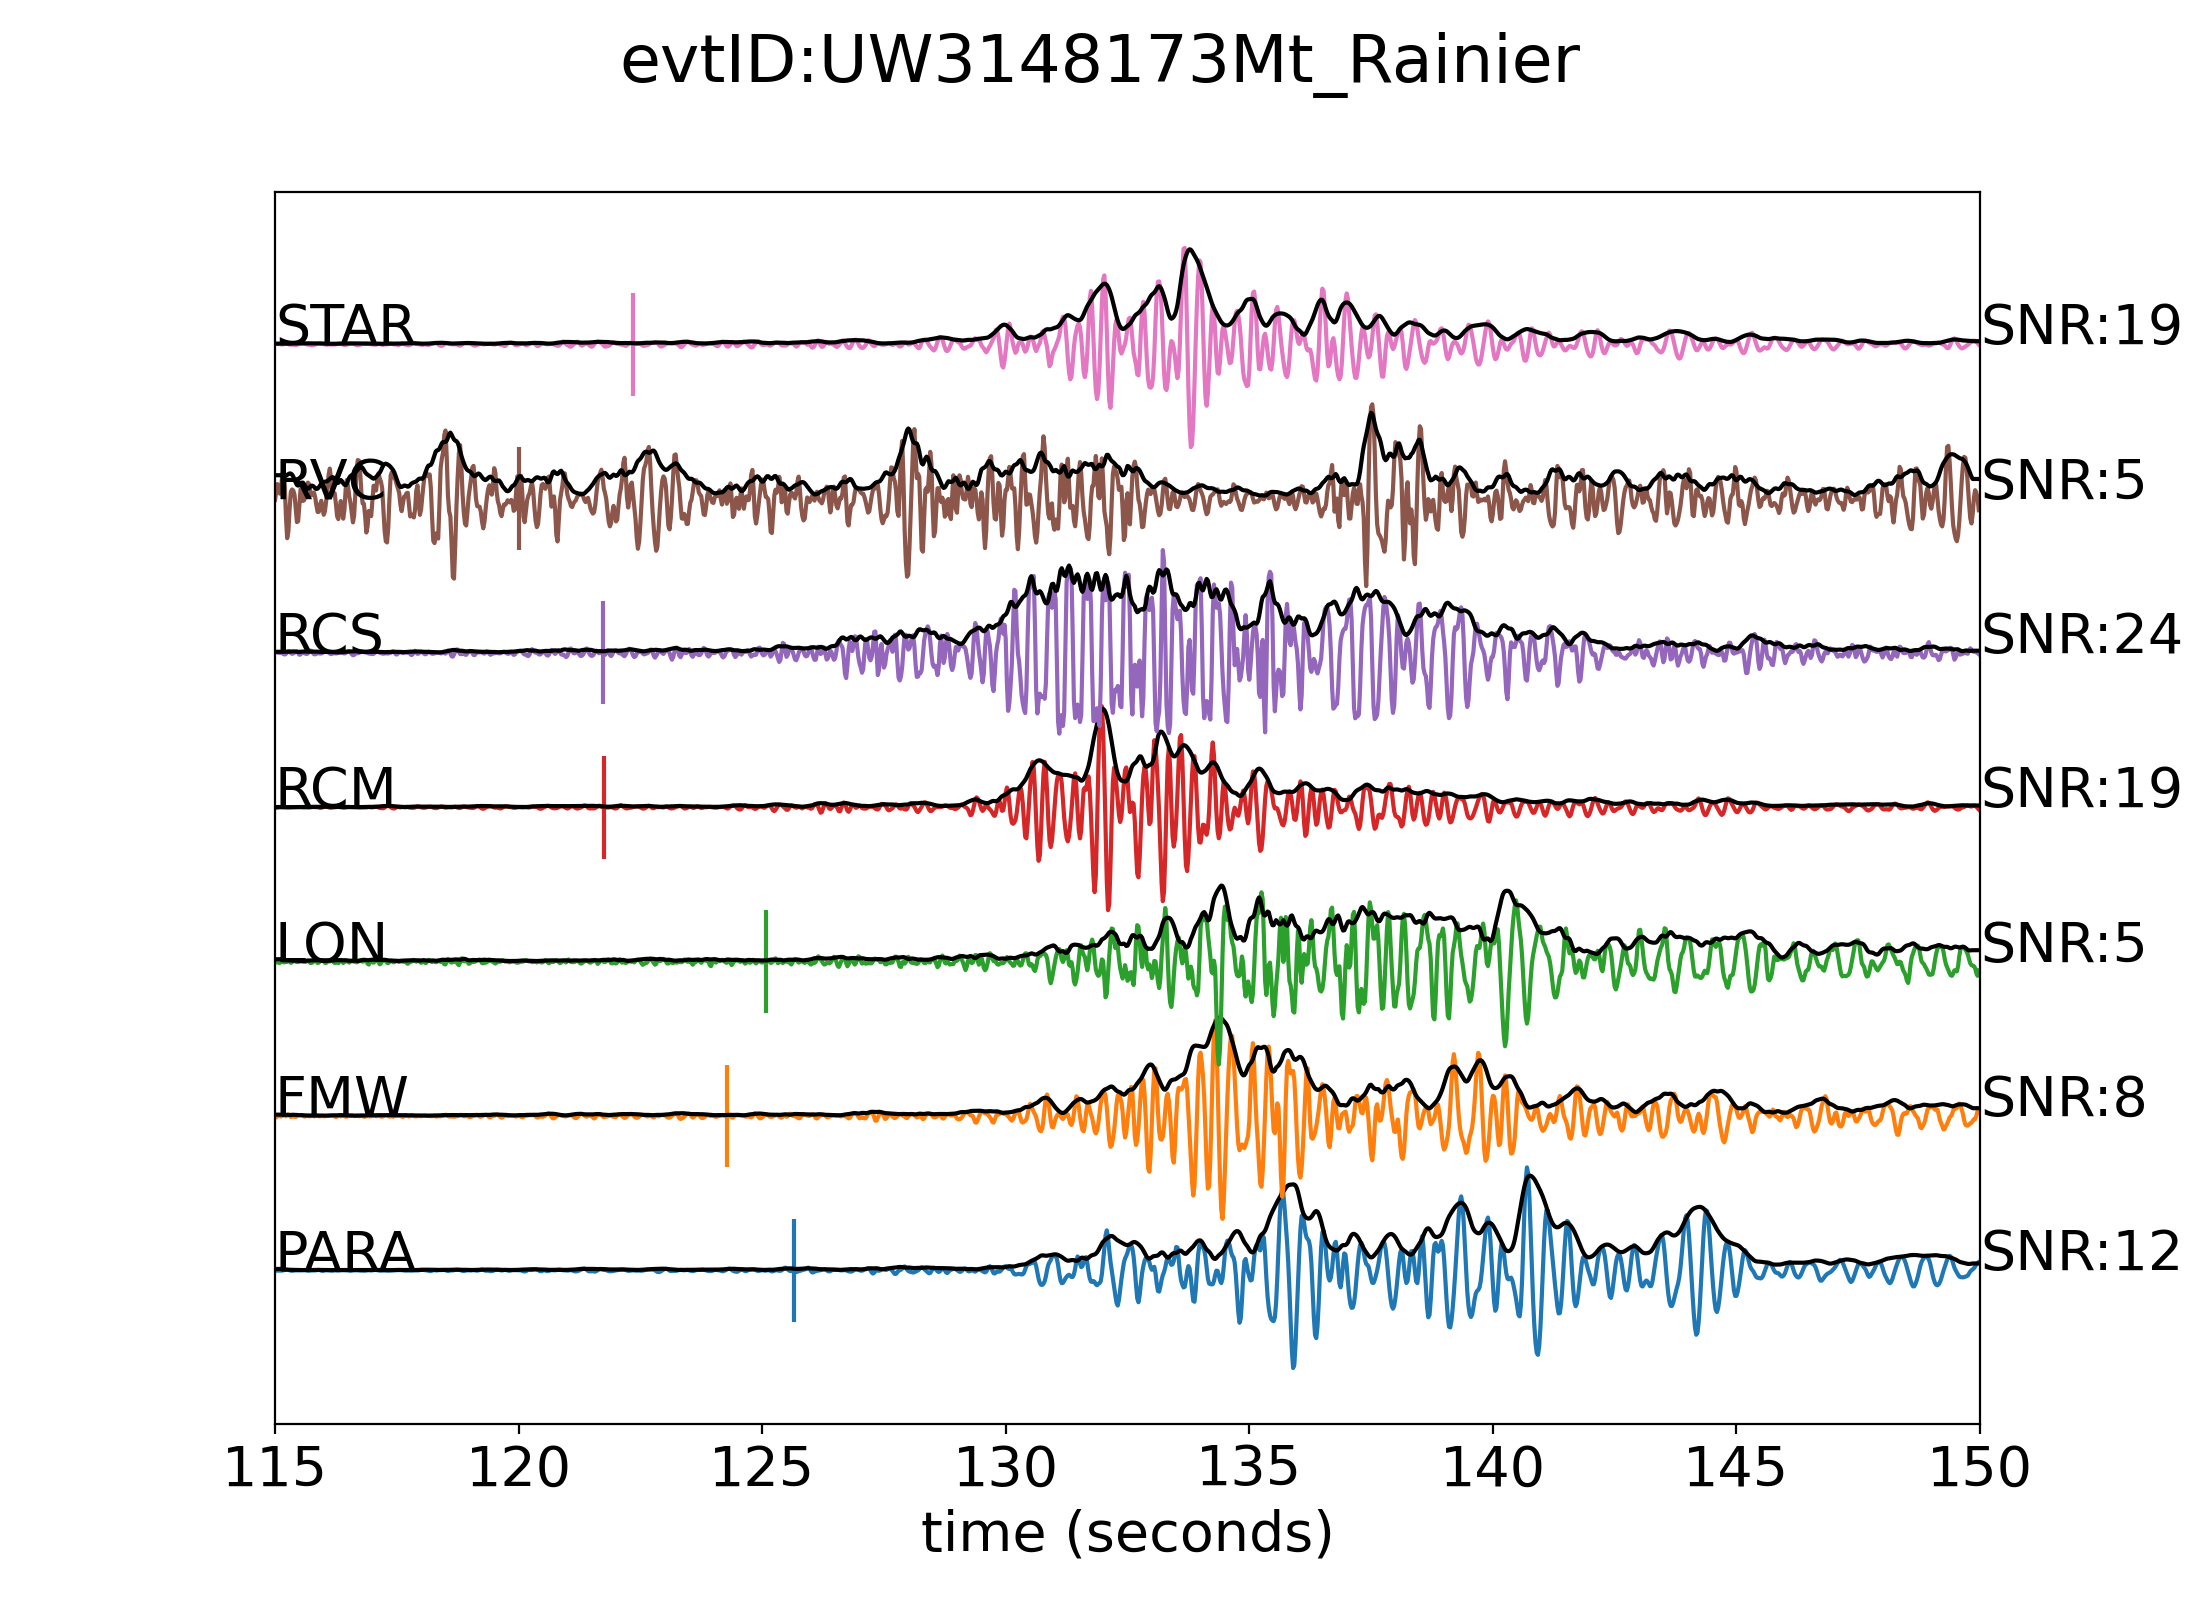 evtID:UW3148173Mt_Rainier
STAR SNR:19
RVO SNR:5
RCS SNR:24
RCM SNR:19
LON SNR:5
FMW SNR:8
PARA SNR:12
115 120 125 130 135 140 145 150
time (seconds)